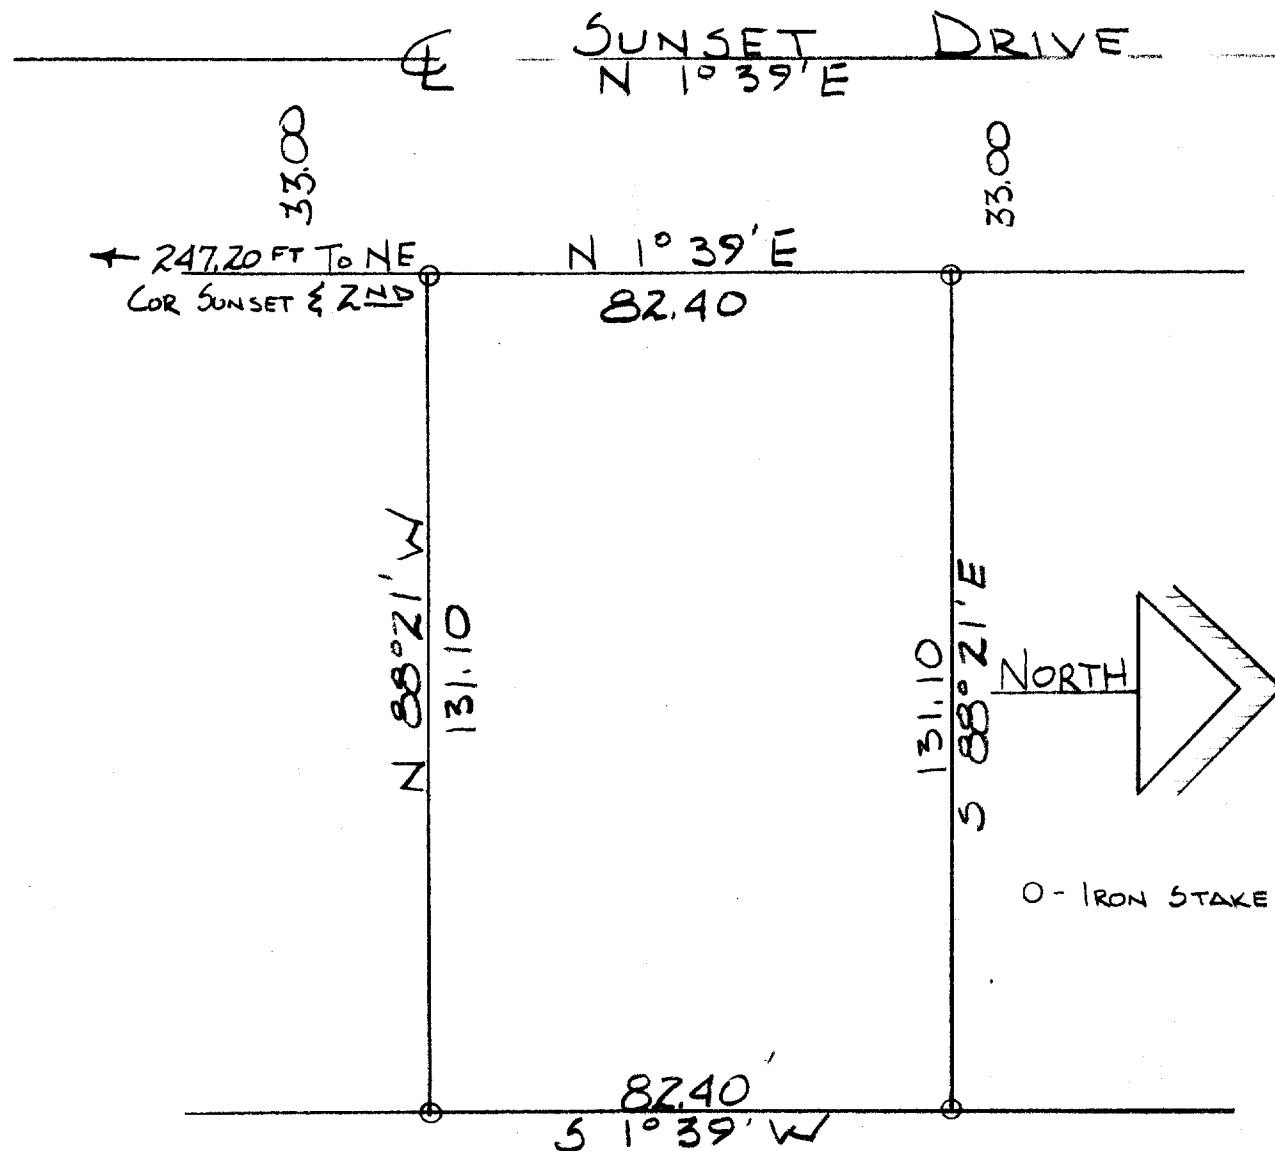 ℄ SUNSET DRIVE
N 1° 39' E
33.00
33.00
← 247.20 FT TO NE
COR SUNSET & 2ND
N 1° 39' E
82.40
N 88° 21' W
131.10
131.10
S 88° 21' E
NORTH
O - IRON STAKE
82.40'
S 1° 39' W